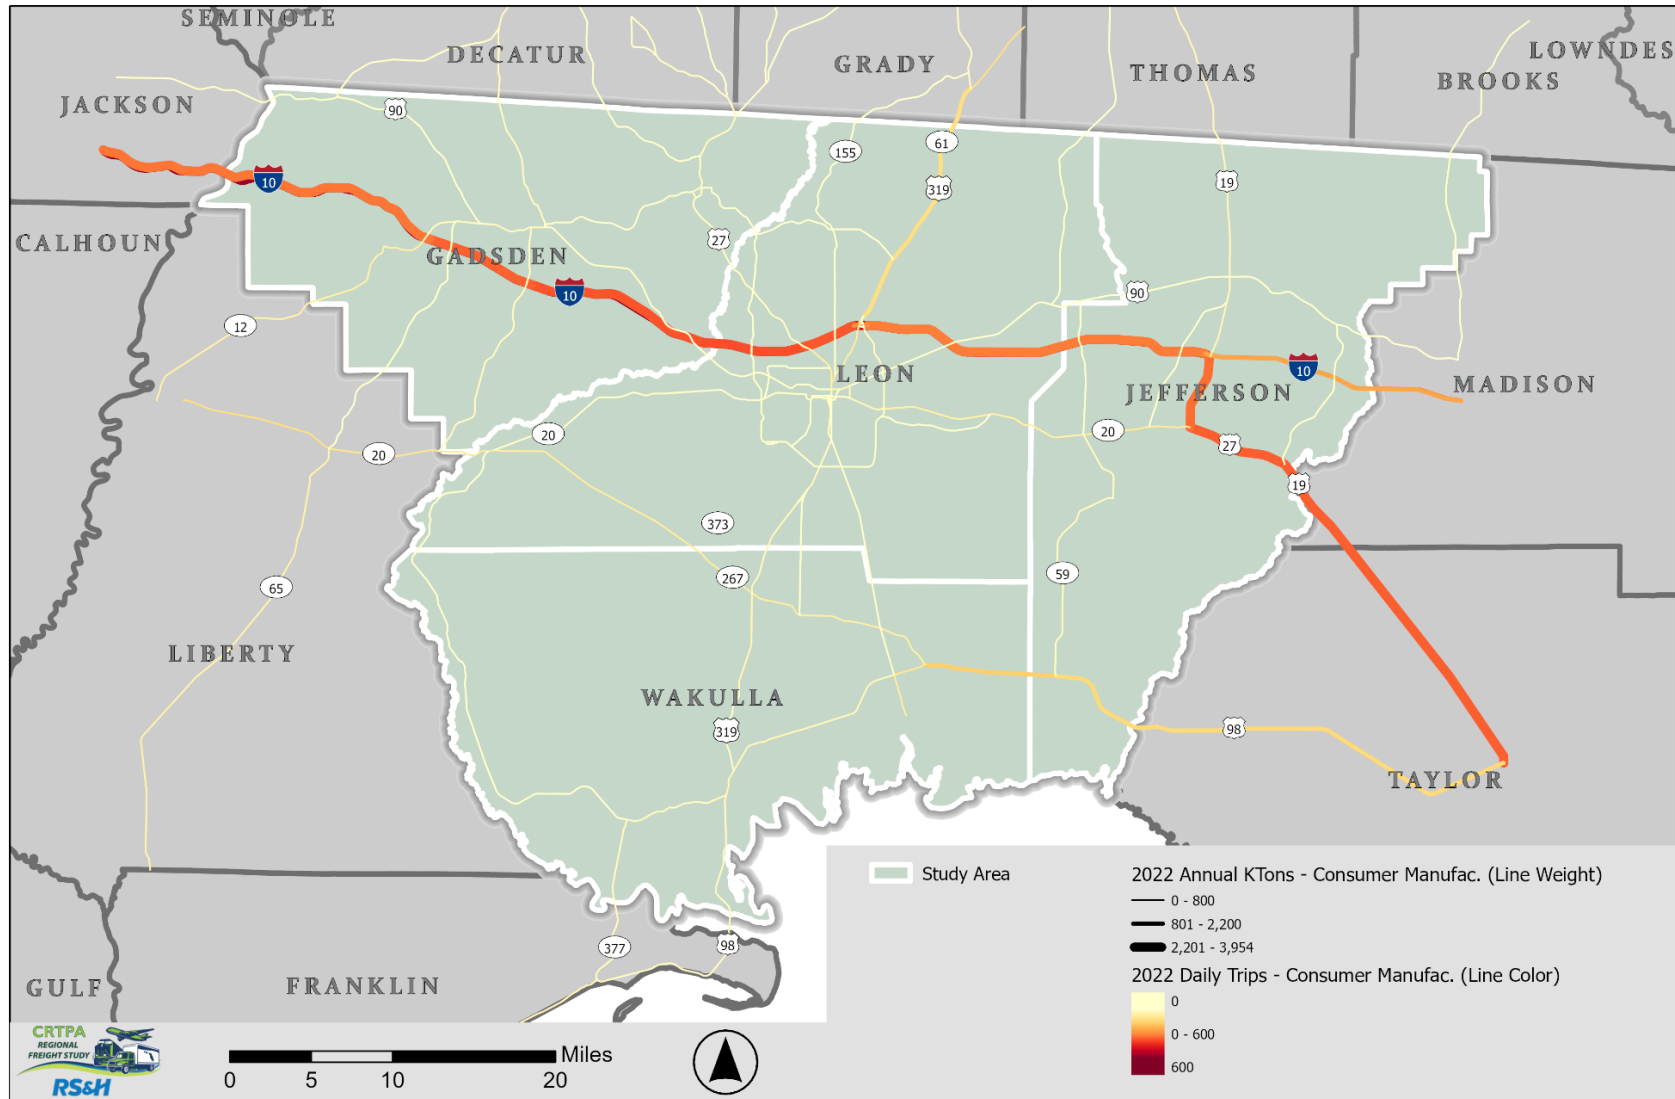 SEMINOLE
DECATUR
GRADY
THOMAS
LOWNDES
BROOKS
JACKSON
90
155
61
10
319
19
CALHOUN
27
GADSDEN
10
90
12
LEON
10
JEFFERSON
MADISON
20
20
27
20
19
373
267
59
65
LIBERTY
WAKULLA
319
98
TAYLOR
377
98
GULF
FRANKLIN
Study Area
2022 Annual KTons - Consumer Manufac. (Line Weight)
0 - 800
801 - 2,200
2,201 - 3,954
2022 Daily Trips - Consumer Manufac. (Line Color)
0
0 - 600
600
CRTPA
REGIONAL
FREIGHT STUDY
RS&H
Miles
0 5 10 20